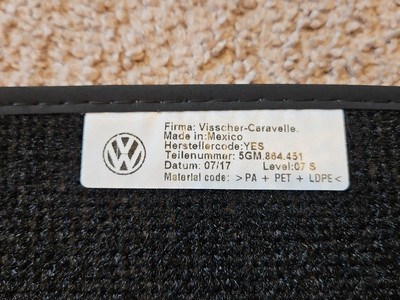 Firma: Visscher-Caravelle.
Made in:Mexico
Herstellercode:YES
Teilenummer: 5GM.864.451
Datum: 07/17 Level:07 S
Material code: >PA + PET + LDPE<